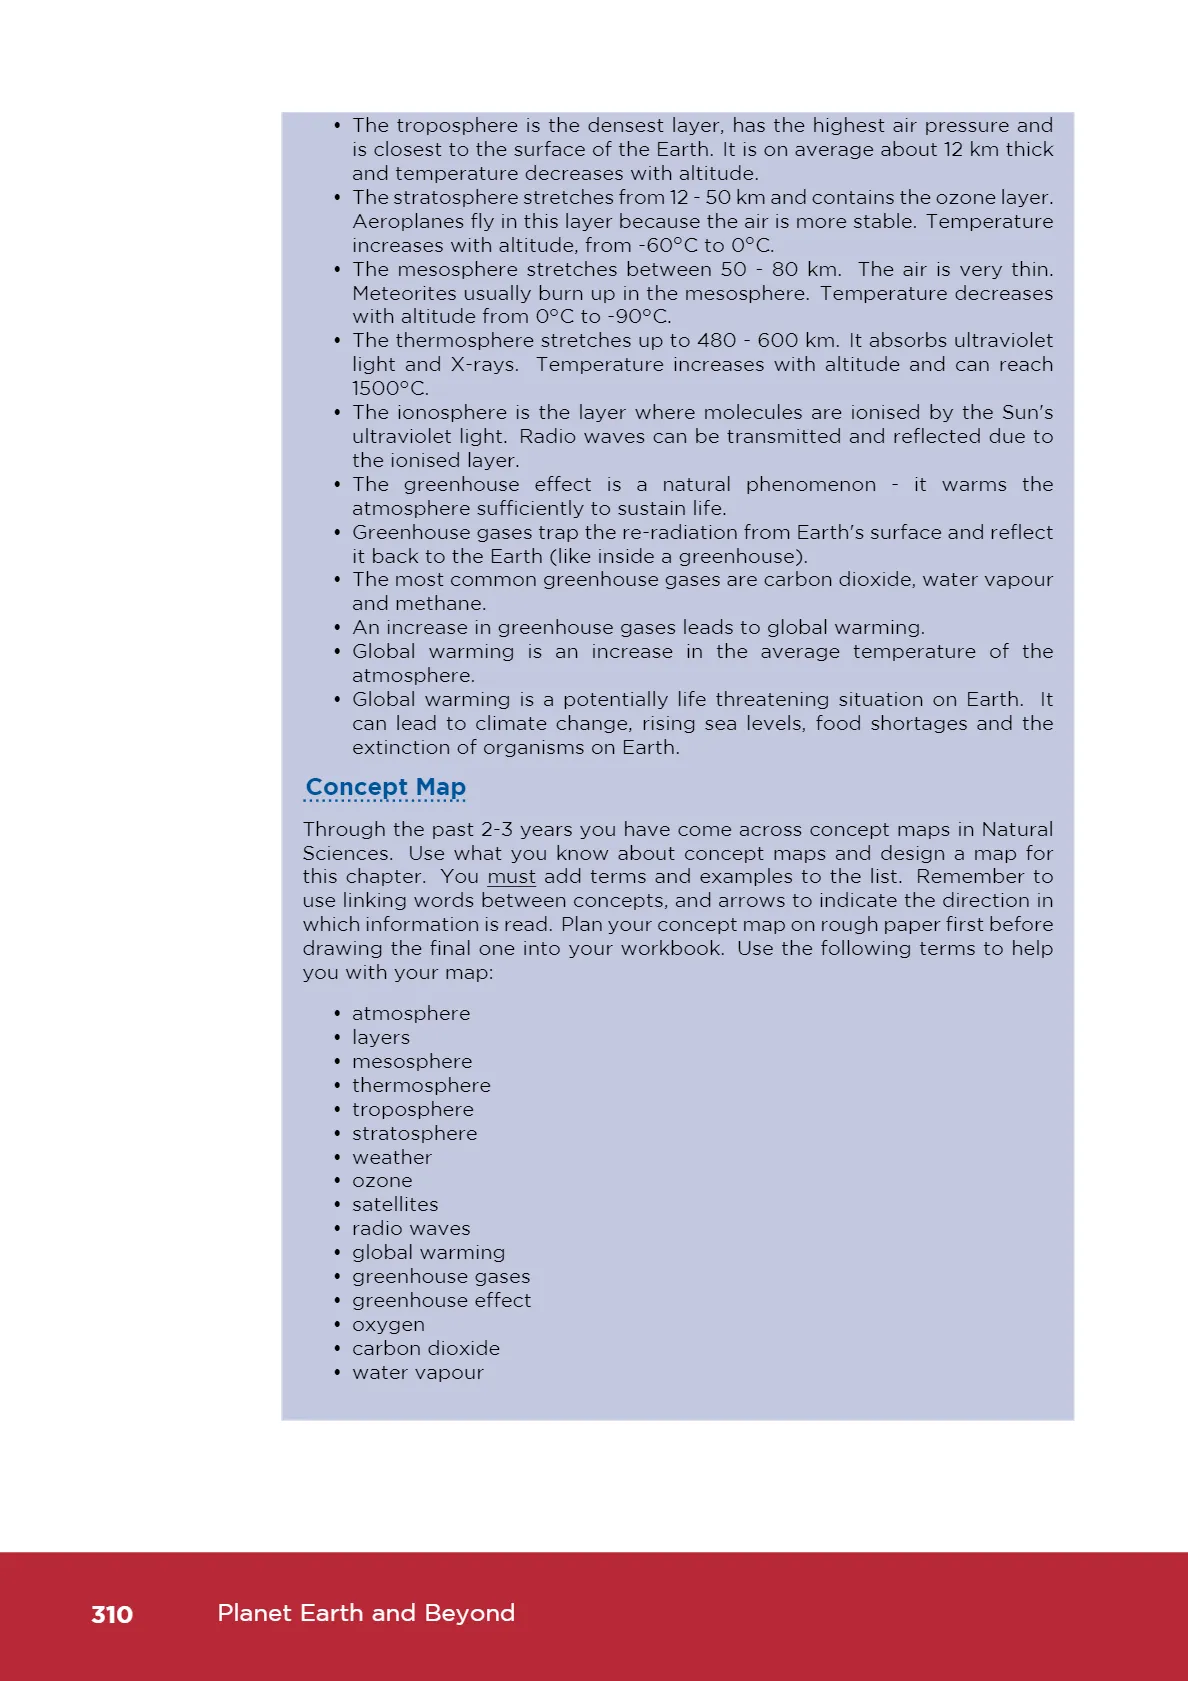 • The troposphere is the densest layer, has the highest air pressure and
is closest to the surface of the Earth. It is on average about 12 km thick
and temperature decreases with altitude.
• The stratosphere stretches from 12 - 50 km and contains the ozone layer.
Aeroplanes fly in this layer because the air is more stable. Temperature
increases with altitude, from -60°C to 0°C.
• The mesosphere stretches between 50 - 80 km. The air is very thin.
Meteorites usually burn up in the mesosphere. Temperature decreases
with altitude from 0°C to -90°C.
• The thermosphere stretches up to 480 - 600 km. It absorbs ultraviolet
light and X-rays. Temperature increases with altitude and can reach
1500°C.
• The ionosphere is the layer where molecules are ionised by the Sun's
ultraviolet light. Radio waves can be transmitted and reflected due to
the ionised layer.
• The greenhouse effect is a natural phenomenon - it warms the
atmosphere sufficiently to sustain life.
• Greenhouse gases trap the re-radiation from Earth's surface and reflect
it back to the Earth (like inside a greenhouse).
• The most common greenhouse gases are carbon dioxide, water vapour
and methane.
• An increase in greenhouse gases leads to global warming.
• Global warming is an increase in the average temperature of the
atmosphere.
• Global warming is a potentially life threatening situation on Earth. It
can lead to climate change, rising sea levels, food shortages and the
extinction of organisms on Earth.
Concept Map
Through the past 2-3 years you have come across concept maps in Natural
Sciences. Use what you know about concept maps and design a map for
this chapter. You must add terms and examples to the list. Remember to
use linking words between concepts, and arrows to indicate the direction in
which information is read. Plan your concept map on rough paper first before
drawing the final one into your workbook. Use the following terms to help
you with your map:
• atmosphere
• layers
• mesosphere
• thermosphere
• troposphere
• stratosphere
• weather
• ozone
• satellites
• radio waves
• global warming
• greenhouse gases
• greenhouse effect
• oxygen
• carbon dioxide
• water vapour
310 Planet Earth and Beyond